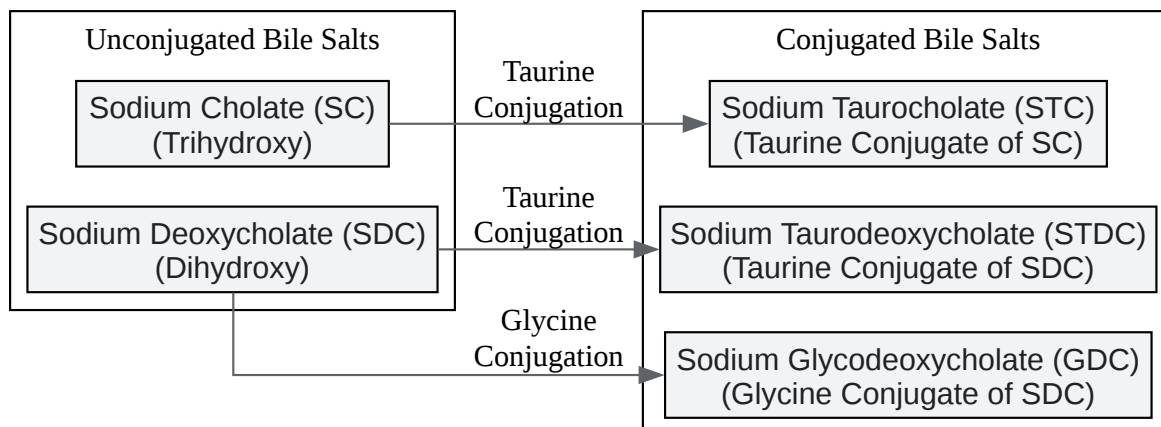 Unconjugated Bile Salts
Conjugated Bile Salts
Sodium Cholate (SC)
(Trihydroxy)
Taurine
Conjugation
Sodium Taurocholate (STC)
(Taurine Conjugate of SC)
Sodium Deoxycholate (SDC)
(Dihydroxy)
Taurine
Conjugation
Sodium Taurodeoxycholate (STDC)
(Taurine Conjugate of SDC)
Glycine
Conjugation
Sodium Glycodeoxycholate (GDC)
(Glycine Conjugate of SDC)